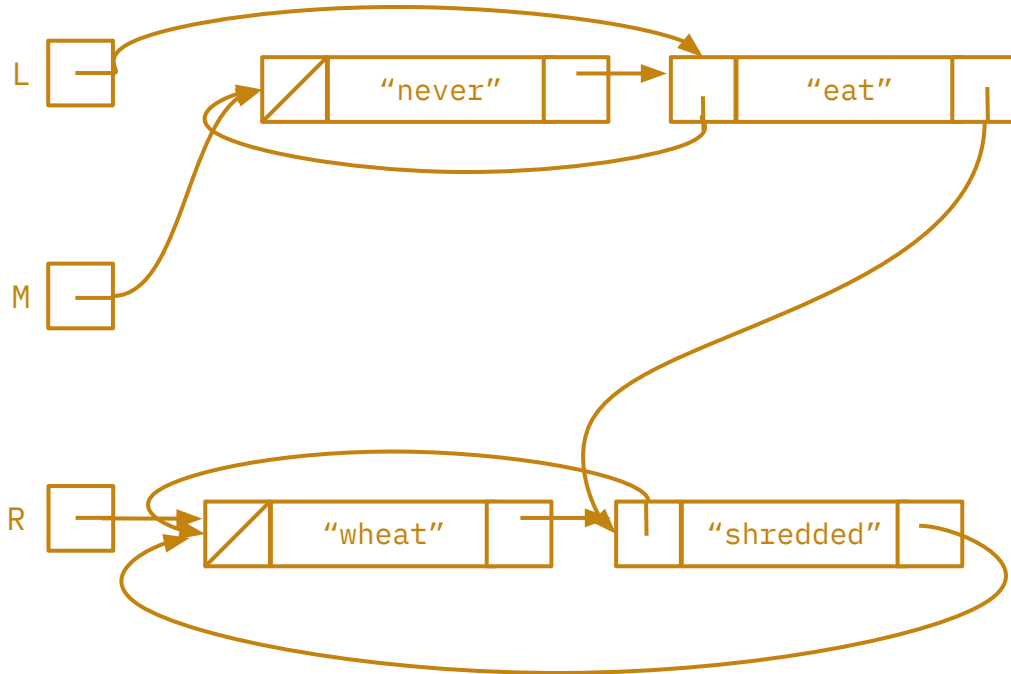 L
“never”
“eat”
M
R
“wheat”
“shredded”